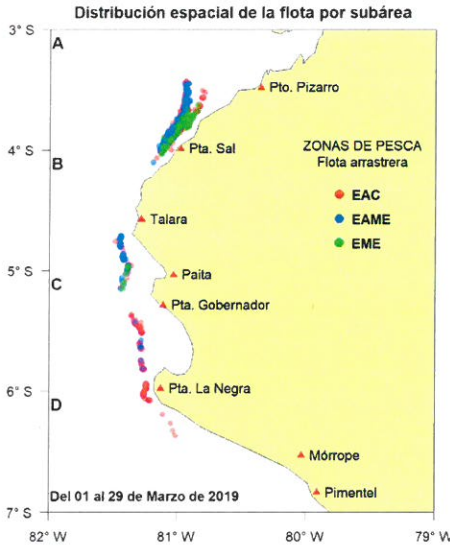 Distribución espacial de la flota por subárea
3° S
A
Pto. Pizarro
ZONAS DE PESCA
Flota arrastrera
4° S
Pta. Sal
B
EAC
EAME
EME
Talara
5° S
Paita
C
Pta. Gobernador
6° S
Pta. La Negra
D
Mórrope
Del 01 al 29 de Marzo de 2019
Pimentel
7° S
82° W
81° W
80° W
79° W